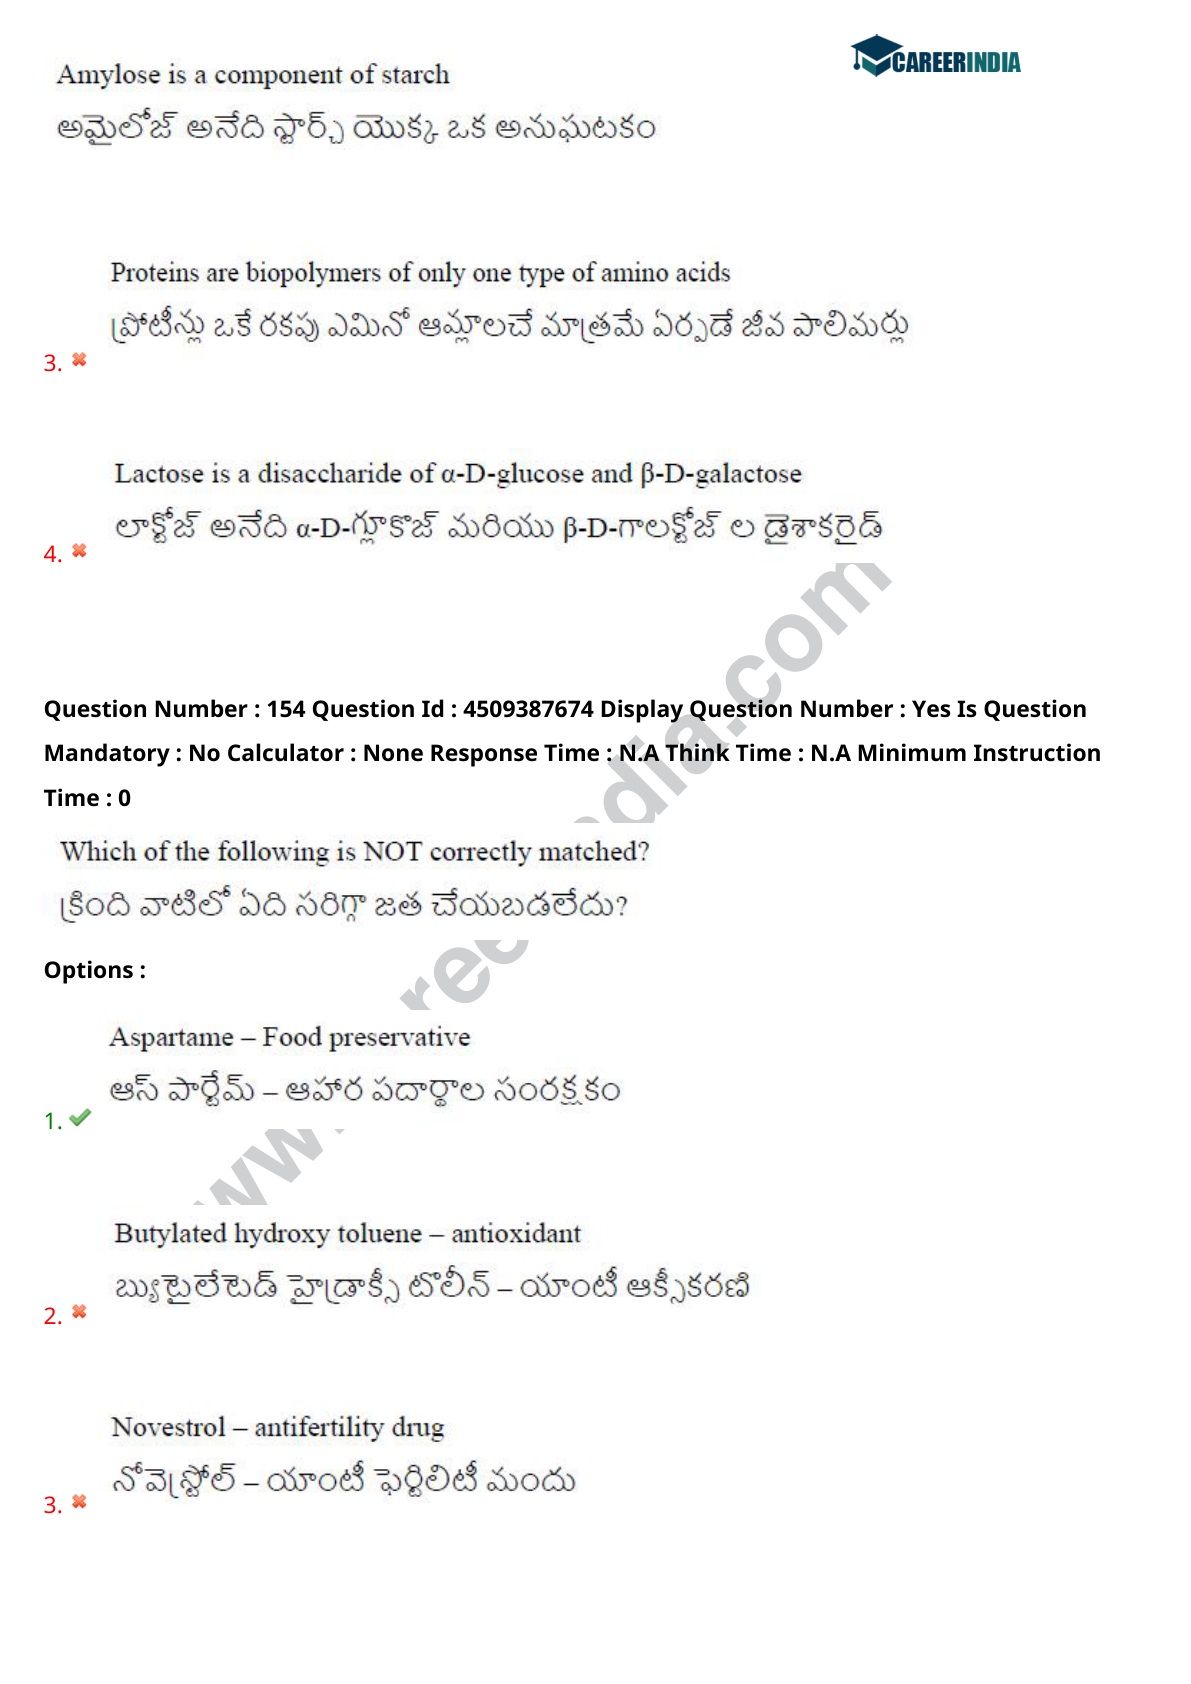 CAREERINDIA
Amylose is a component of starch
అమైలోజ్ అనేది స్టార్చ్ యొక్క ఒక అనుఘటకం
Proteins are biopolymers of only one type of amino acids
ప్రోటీన్లు ఒకే రకపు ఎమినో ఆమ్లాలచే మాత్రమే ఏర్పడే జీవ పాలిమర్లు
3.
Lactose is a disaccharide of α-D-glucose and β-D-galactose
లాక్టోజ్ అనేది α-D-గ్లూకొజ్ మరియు β-D-గాలక్టోజ్ ల డైశాకరైడ్
4.
Question Number : 154 Question Id : 4509387674 Display Question Number : Yes Is Question
Mandatory : No Calculator : None Response Time : N.A Think Time : N.A Minimum Instruction
Time : 0
Which of the following is NOT correctly matched?
క్రింది వాటిలో ఏది సరిగ్గా జత చేయబడలేదు?
Options :
Aspartame – Food preservative
ఆస్ పార్టేమ్ – ఆహార పదార్థాల సంరక్షకం
1.
Butylated hydroxy toluene – antioxidant
బ్యుటైలేటెడ్ హైడ్రాక్సీ టొలీన్ – యాంటీ ఆక్సీకరణి
2.
Novestrol – antifertility drug
నోవెస్ట్రోల్ – యాంటీ ఫెర్టిలిటీ మందు
3.